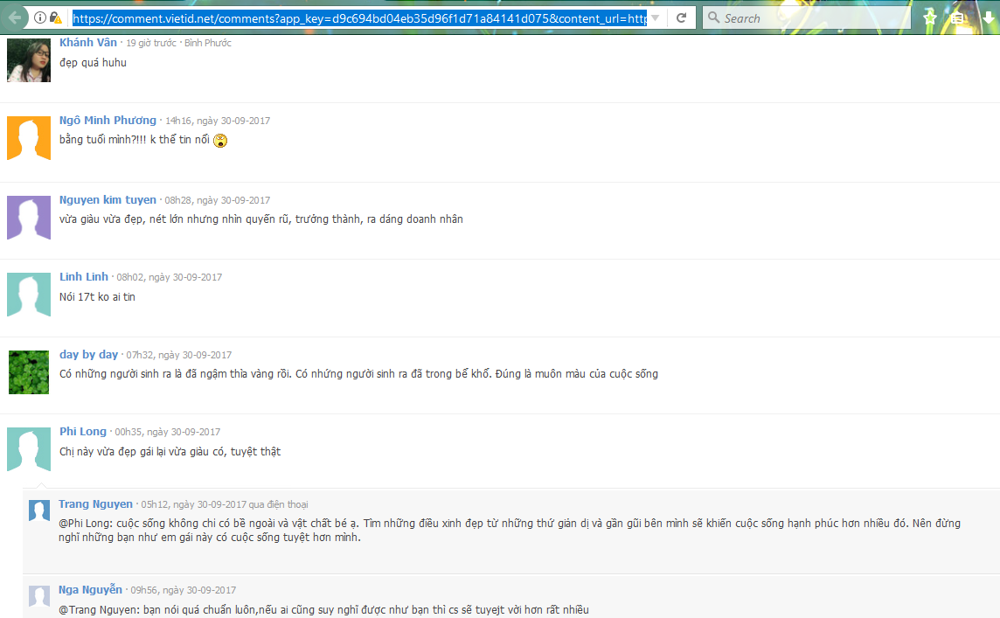 https://comment.vietid.net/comments?app_key=d9c694bd04eb35d96f1d71a84141d075&content_url=http
Search
Khánh Vân · 19 giờ trước · Bình Phước
đẹp quá huhu
Ngô Minh Phương · 14h16, ngày 30-09-2017
bằng tuổi mình?!!! k thể tin nổi
Nguyen kim tuyen · 08h28, ngày 30-09-2017
vừa giàu vừa đẹp, nét lớn nhưng nhìn quyến rũ, trưởng thành, ra dáng doanh nhân
Linh Linh · 08h02, ngày 30-09-2017
Nói 17t ko ai tin
day by day · 07h32, ngày 30-09-2017
Có những người sinh ra là đã ngậm thìa vàng rồi. Có nhứng người sinh ra đã trong bể khổ. Đúng là muôn màu của cuộc sống
Phi Long · 00h35, ngày 30-09-2017
Chị này vừa đẹp gái lại vừa giàu có, tuyệt thật
Trang Nguyen · 05h12, ngày 30-09-2017 qua điện thoại
@Phi Long: cuộc sống không chỉ có bề ngoài và vật chất bé ạ. Tìm những điều xinh đẹp từ những thứ giản dị và gần gũi bên mình sẽ khiến cuộc sống hạnh phúc hơn nhiều đó. Nên đừng
nghĩ những bạn như em gái này có cuộc sống tuyệt hơn mình.
Nga Nguyễn · 09h56, ngày 30-09-2017
@Trang Nguyen: bạn nói quá chuẩn luôn,nếu ai cũng suy nghĩ được như bạn thì cs sẽ tuyejt vời hơn rất nhiều